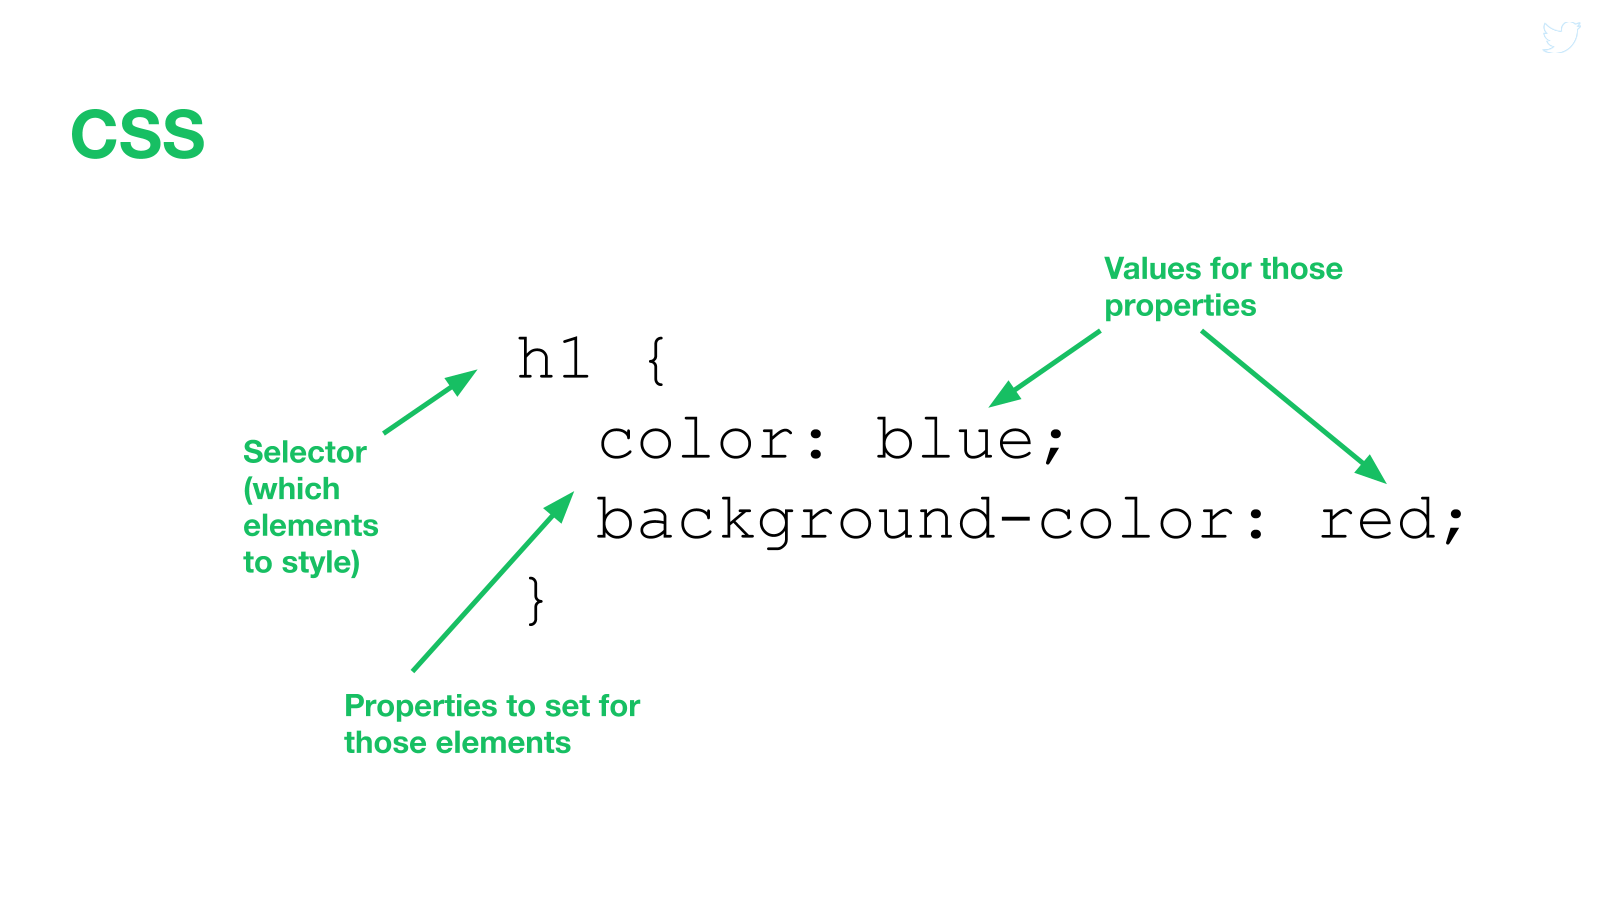 CSS
Values for those
properties
h1 {
color: blue;
Selector
(which
elements
to style)
background-color: red;
}
Properties to set for
those elements